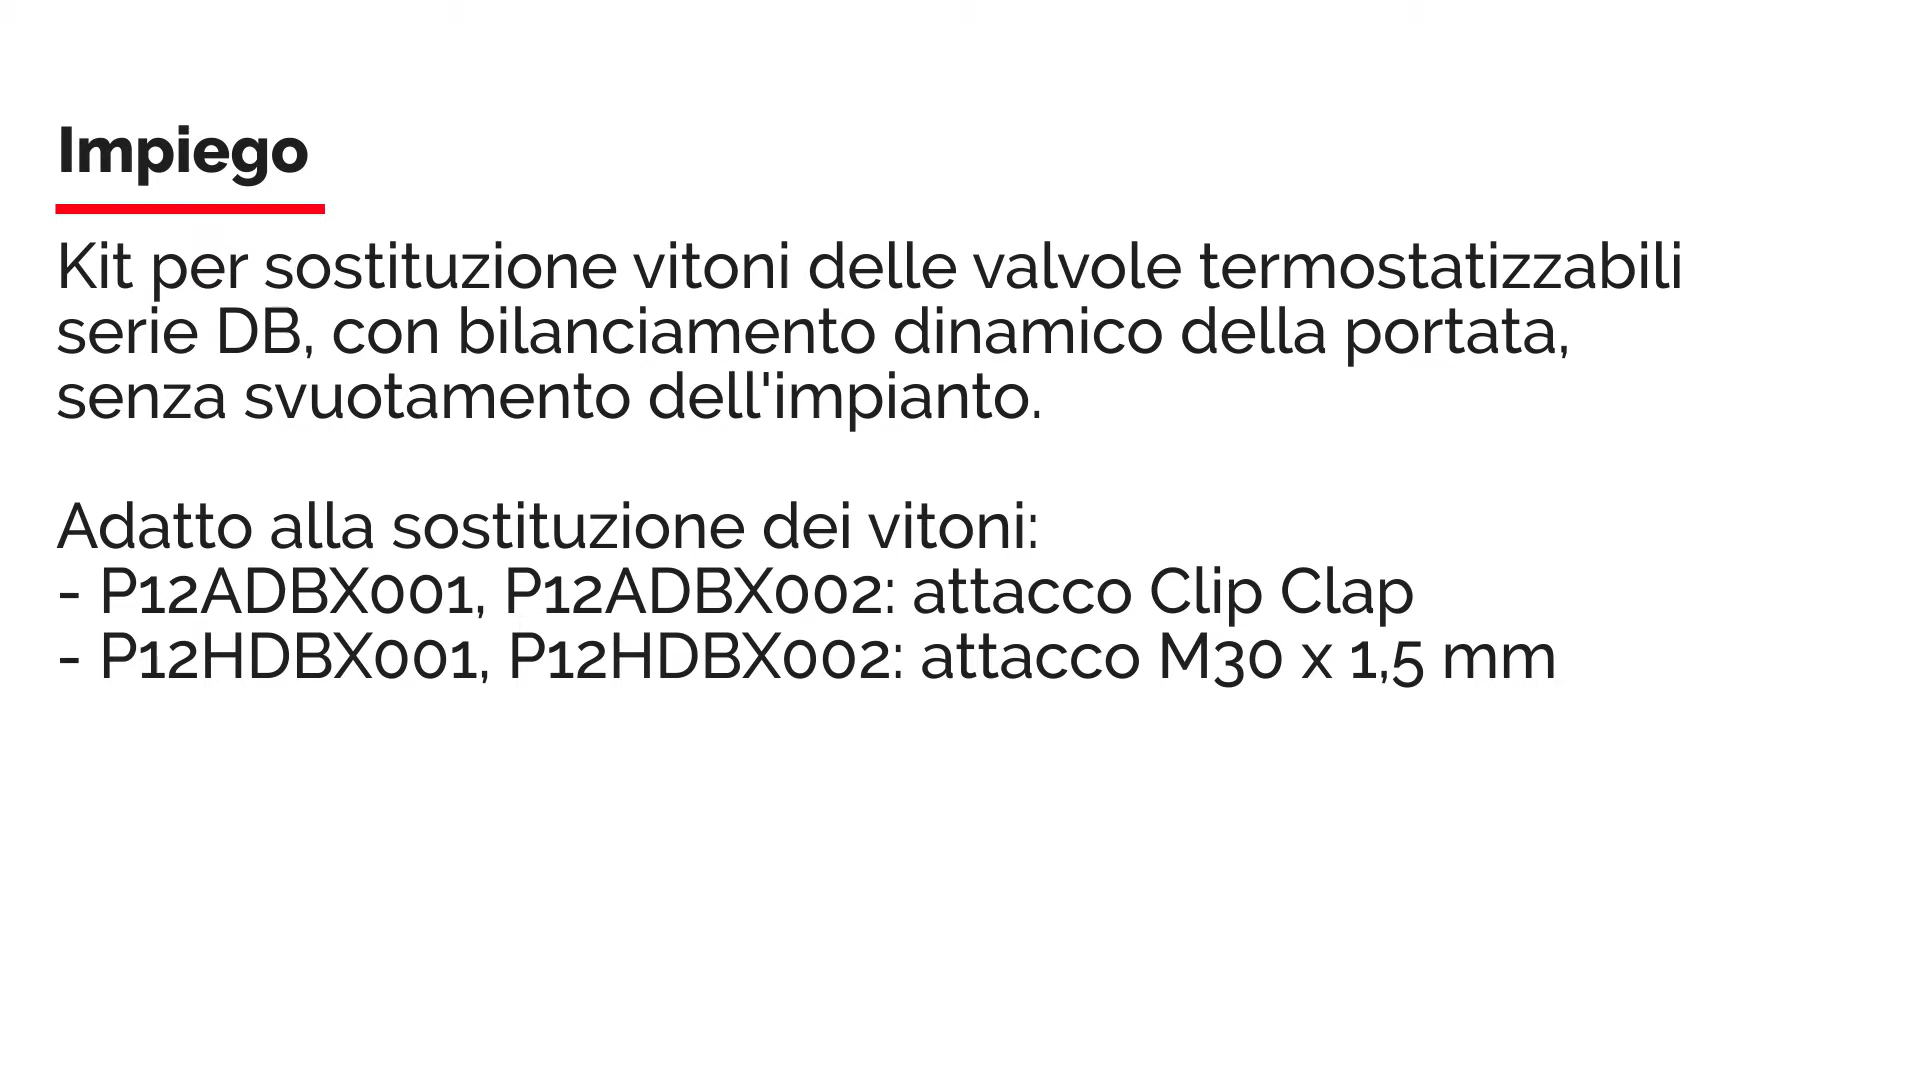 Impiego
Kit per sostituzione vitoni delle valvole termostatizzabili
serie DB, con bilanciamento dinamico della portata,
senza svuotamento dell'impianto.
Adatto alla sostituzione dei vitoni:
- P12ADBX001, P12ADBX002: attacco Clip Clap
- P12HDBX001, P12HDBX002: attacco M30 x 1,5 mm